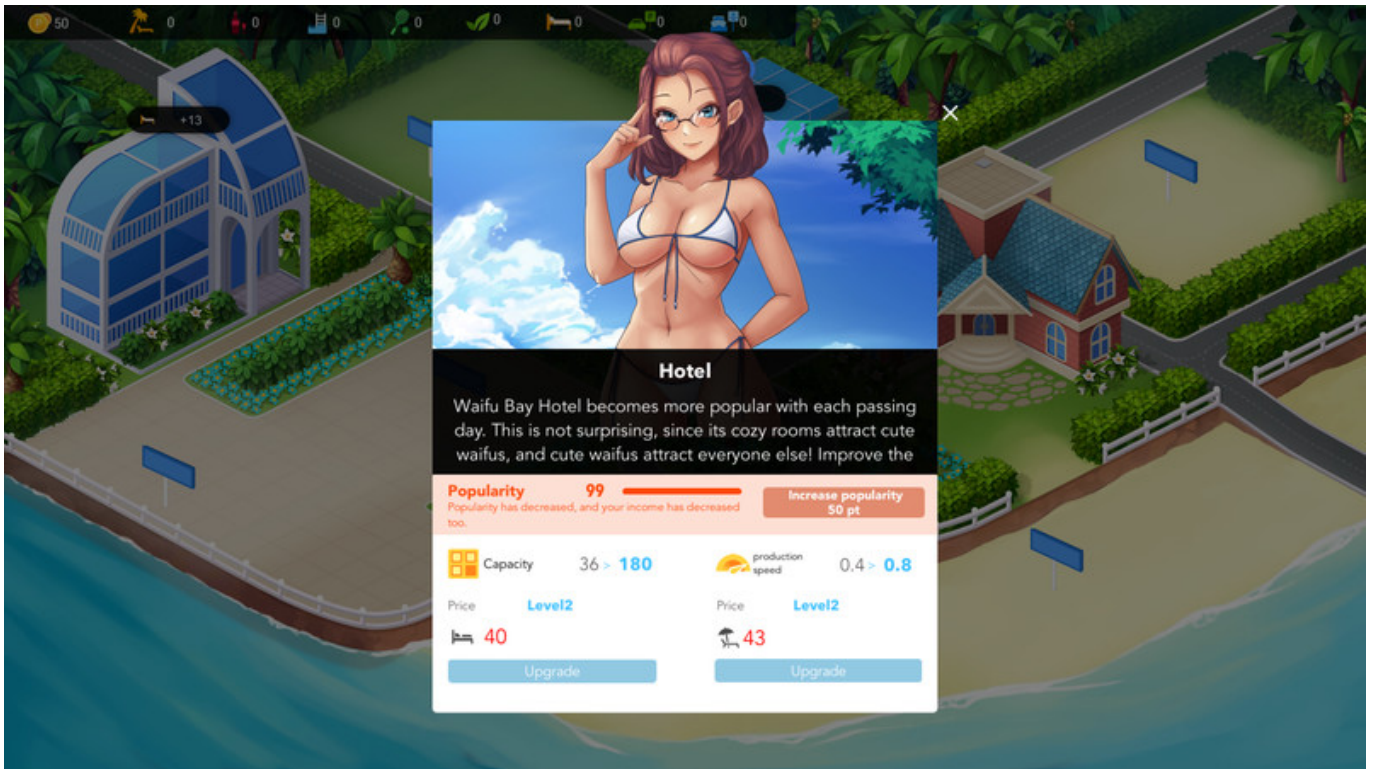 50
0
0
0
0
0
0
0
0
+13
Hotel
Waifu Bay Hotel becomes more popular with each passing
day. This is not surprising, since its cozy rooms attract cute
waifus, and cute waifus attract everyone else! Improve the
Popularity 99
Popularity has decreased, and your income has decreased
too.
Increase popularity
50 pt
Capacity 36 > 180
production
speed 0.4 > 0.8
Price Level2
40
Upgrade
Price Level2
43
Upgrade